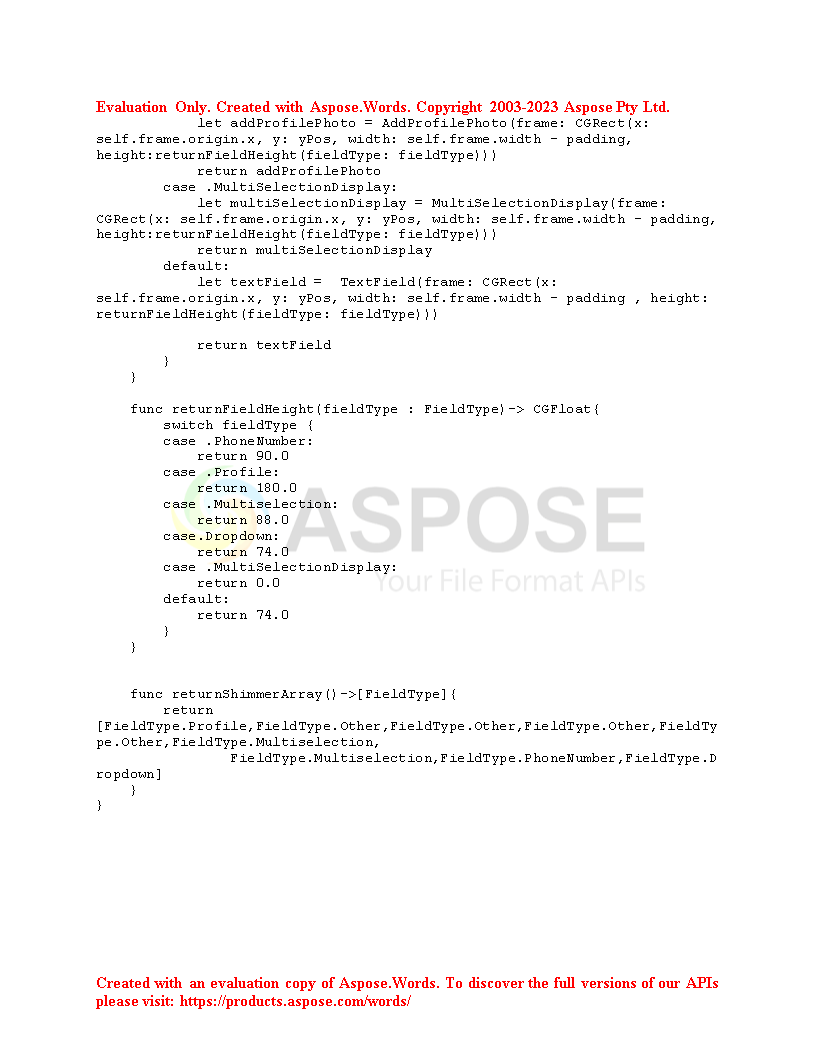 Evaluation Only. Created with Aspose.Words. Copyright 2003-2023 Aspose Pty Ltd.
            let addProfilePhoto = AddProfilePhoto(frame: CGRect(x:
self.frame.origin.x, y: yPos, width: self.frame.width - padding,
height:returnFieldHeight(fieldType: fieldType)))
            return addProfilePhoto
        case .MultiSelectionDisplay:
            let multiSelectionDisplay = MultiSelectionDisplay(frame:
CGRect(x: self.frame.origin.x, y: yPos, width: self.frame.width - padding,
height:returnFieldHeight(fieldType: fieldType)))
            return multiSelectionDisplay
        default:
            let textField =  TextField(frame: CGRect(x:
self.frame.origin.x, y: yPos, width: self.frame.width - padding , height:
returnFieldHeight(fieldType: fieldType)))

            return textField
        }
    }

    func returnFieldHeight(fieldType : FieldType)-> CGFloat{
        switch fieldType {
        case .PhoneNumber:
            return 90.0
        case .Profile:
            return 180.0
        case .Multiselection:
            return 88.0
        case.Dropdown:
            return 74.0
        case .MultiSelectionDisplay:
            return 0.0
        default:
            return 74.0
        }
    }
ASPOSE
Your File Format APIs

    func returnShimmerArray()->[FieldType]{
        return
[FieldType.Profile,FieldType.Other,FieldType.Other,FieldType.Other,FieldTy
pe.Other,FieldType.Multiselection,
                FieldType.Multiselection,FieldType.PhoneNumber,FieldType.D
ropdown]
    }
}
Created with an evaluation copy of Aspose.Words. To discover the full versions of our APIs
please visit: https://products.aspose.com/words/